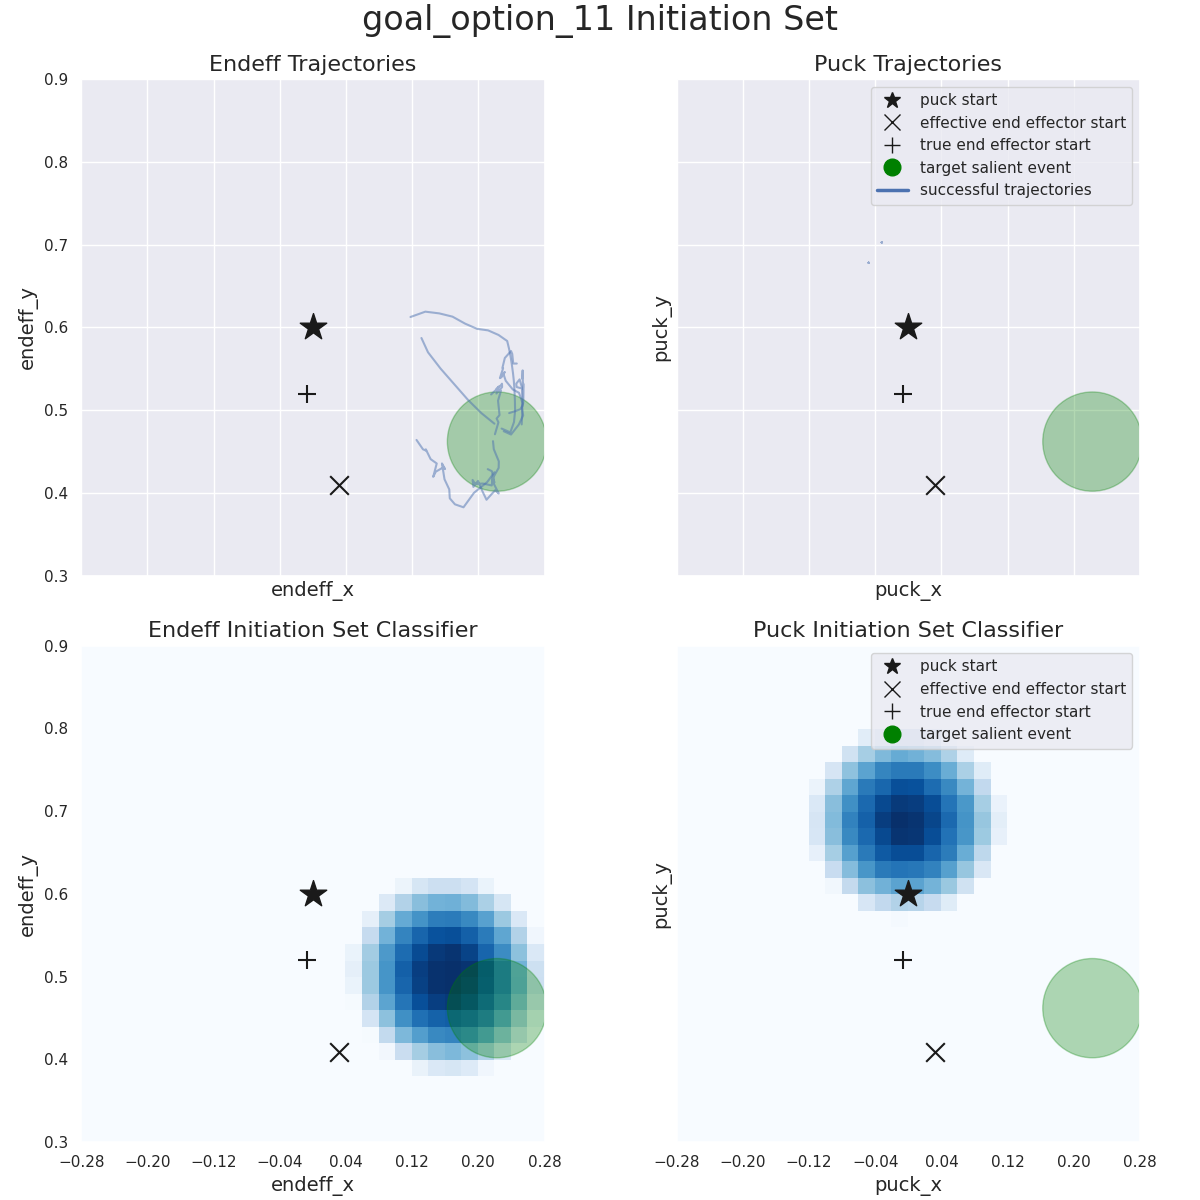 goal_option_11 Initiation Set
Endeff Trajectories
0.9
0.8
0.7
0.6
0.5
0.4
0.3
endeff_y
endeff_x
Puck Trajectories
puck start
effective end effector start
true end effector start
target salient event
successful trajectories
puck_y
puck_x
Endeff Initiation Set Classifier
0.9
0.8
0.7
0.6
0.5
0.4
0.3
endeff_y
−0.28 −0.20 −0.12 −0.04 0.04 0.12 0.20 0.28
endeff_x
Puck Initiation Set Classifier
puck start
effective end effector start
true end effector start
target salient event
puck_y
−0.28 −0.20 −0.12 −0.04 0.04 0.12 0.20 0.28
puck_x